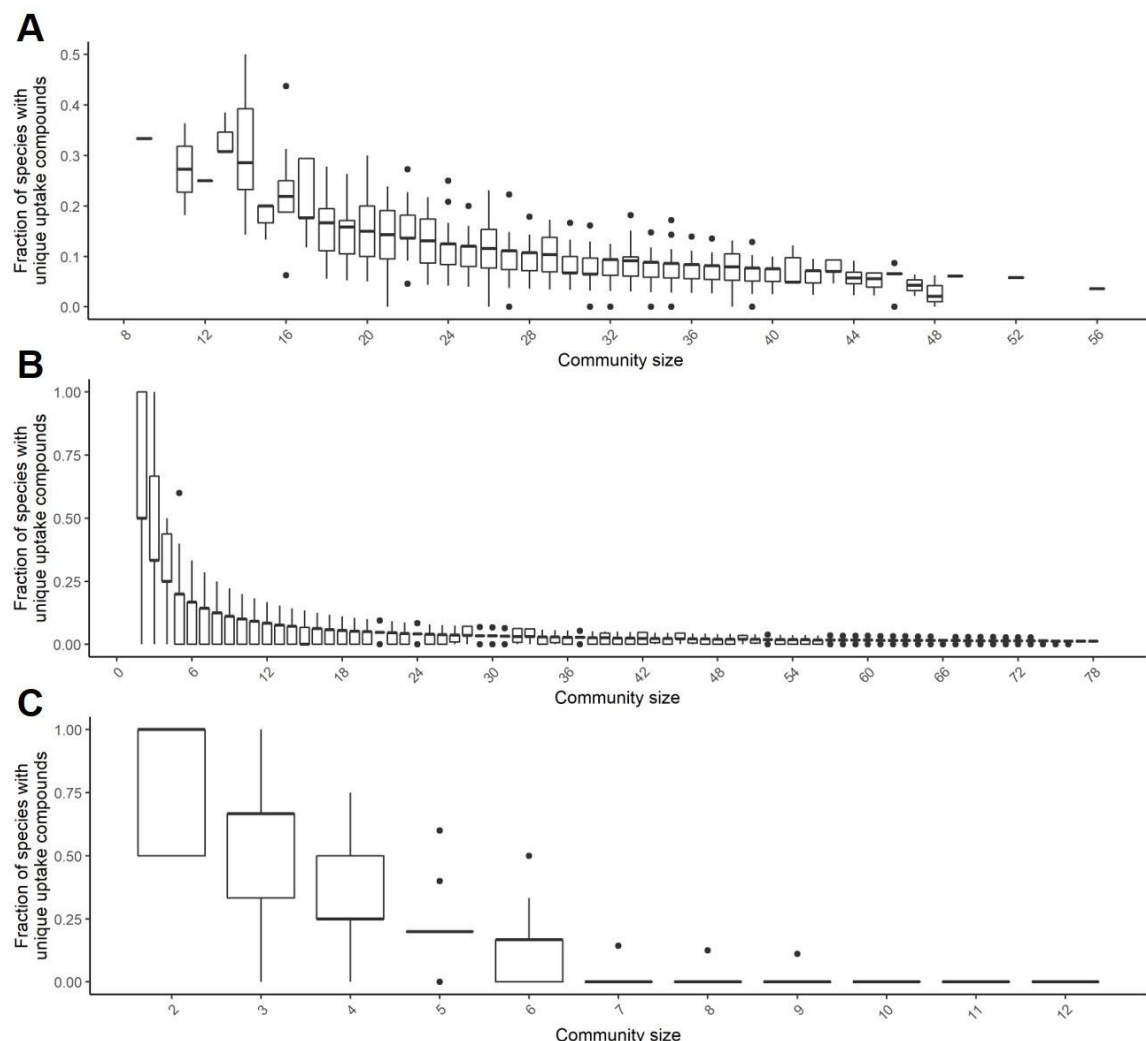 A
Fraction of species with
unique uptake compounds
0.5
0.4
0.3
0.2
0.1
0.0
8 12 16 20 24 28 32 36 40 44 48 52 56
Community size
B
Fraction of species with
unique uptake compounds
1.00
0.75
0.50
0.25
0.00
0 6 12 18 24 30 36 42 48 54 60 66 72 78
Community size
C
Fraction of species with
unique uptake compounds
1.00
0.75
0.50
0.25
0.00
2 3 4 5 6 7 8 9 10 11 12
Community size